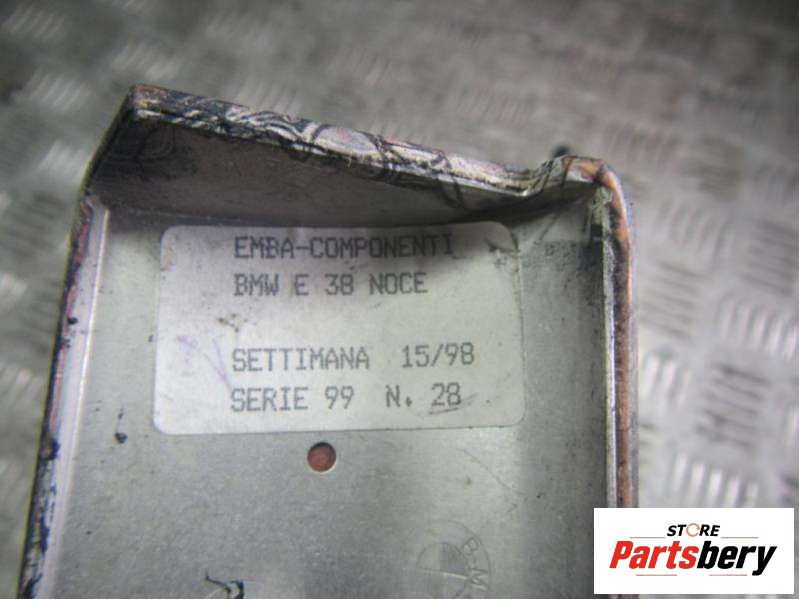 EMBA-COMPONENTI
BMW E 38 NOCE
SETTIMANA 15/98
SERIE 99 N. 28
STORE
Partsbery